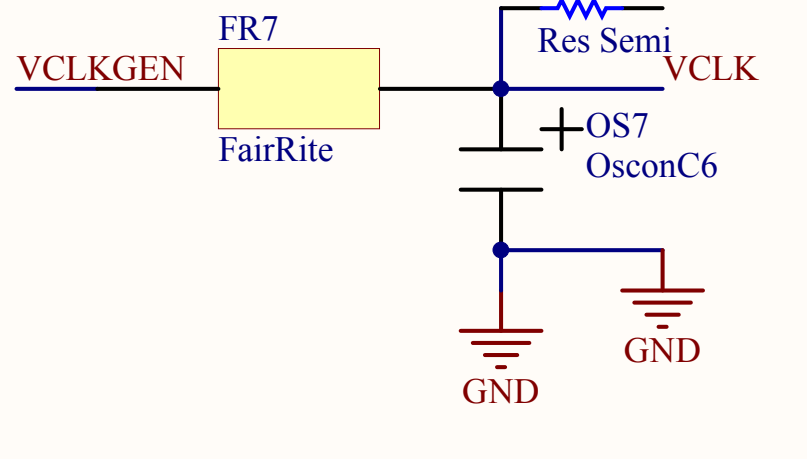 FR7
Res Semi
VCLKGEN
VCLK
OS7
FairRite
OsconC6
GND
GND